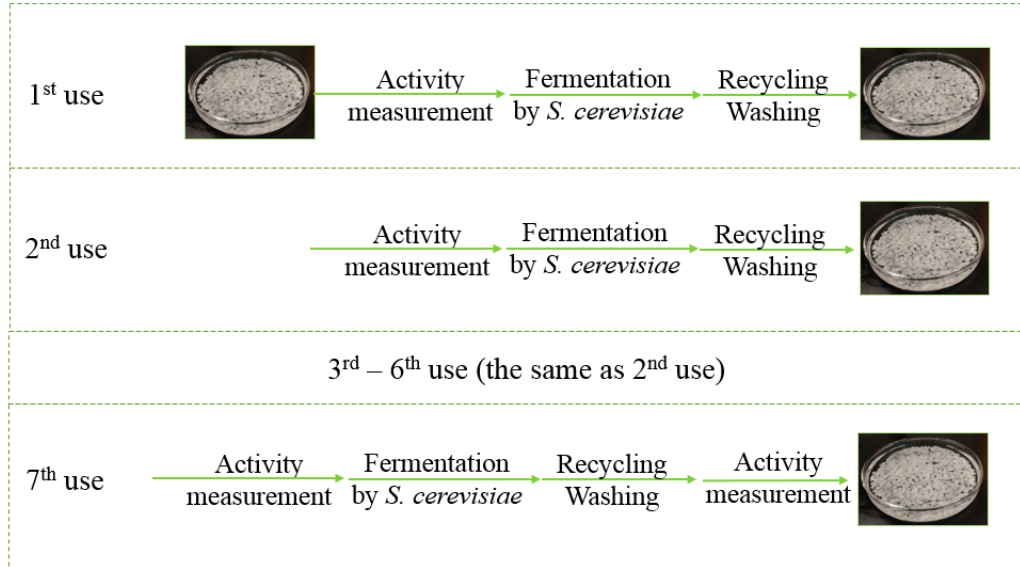 1st use
Activity measurement
Fermentation by S. cerevisiae
Recycling Washing
2nd use
Activity measurement
Fermentation by S. cerevisiae
Recycling Washing
3rd – 6th use (the same as 2nd use)
7th use
Activity measurement
Fermentation by S. cerevisiae
Recycling Washing
Activity measurement